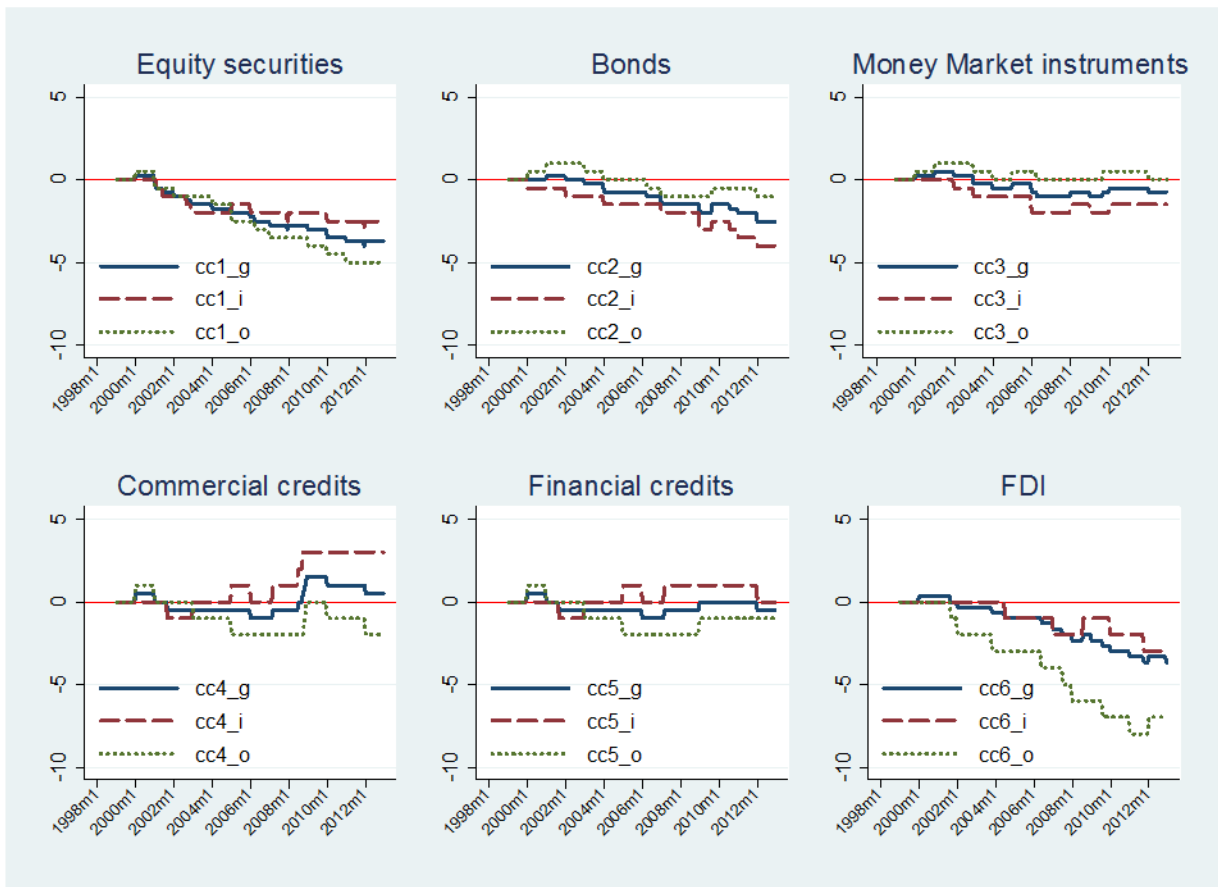 Equity securities
5
0
-5
-10
cc1_g
cc1_i
cc1_o
1998m1
2000m1
2002m1
2004m1
2006m1
2008m1
2010m1
2012m1
Bonds
5
0
-5
-10
cc2_g
cc2_i
cc2_o
1998m1
2000m1
2002m1
2004m1
2006m1
2008m1
2010m1
2012m1
Money Market instruments
5
0
-5
-10
cc3_g
cc3_i
cc3_o
1998m1
2000m1
2002m1
2004m1
2006m1
2008m1
2010m1
2012m1
Commercial credits
5
0
-5
-10
cc4_g
cc4_i
cc4_o
1998m1
2000m1
2002m1
2004m1
2006m1
2008m1
2010m1
2012m1
Financial credits
5
0
-5
-10
cc5_g
cc5_i
cc5_o
1998m1
2000m1
2002m1
2004m1
2006m1
2008m1
2010m1
2012m1
FDI
5
0
-5
-10
cc6_g
cc6_i
cc6_o
1998m1
2000m1
2002m1
2004m1
2006m1
2008m1
2010m1
2012m1